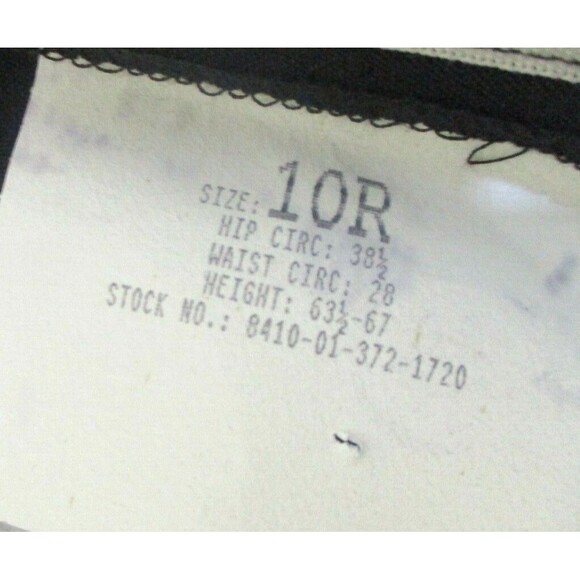 SIZE: 10R
HIP CIRC: 38½
WAIST CIRC: 28
HEIGHT: 63½-67
STOCK NO.: 8410-01-372-1720